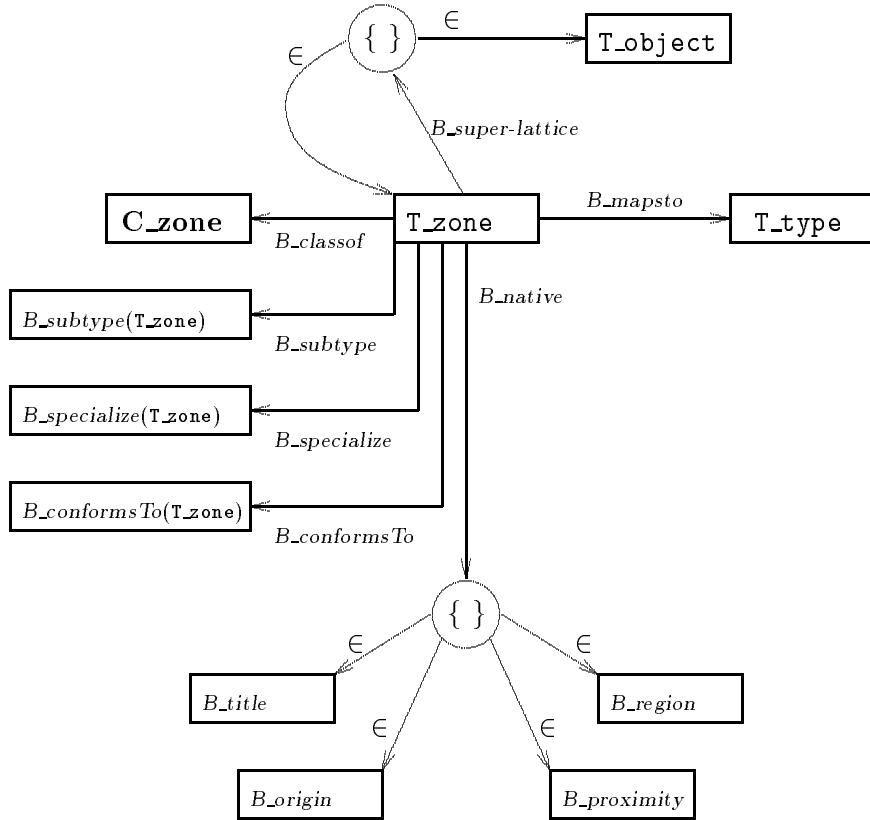 { }
∈
T_object
∈
B_super-lattice
C_zone
T_zone
B_mapsto
T_type
B_classof
B_native
B_subtype(T_zone)
B_subtype
B_specialize(T_zone)
B_specialize
B_conformsTo(T_zone)
B_conformsTo
{ }
∈
∈
B_title
B_region
∈
∈
B_origin
B_proximity